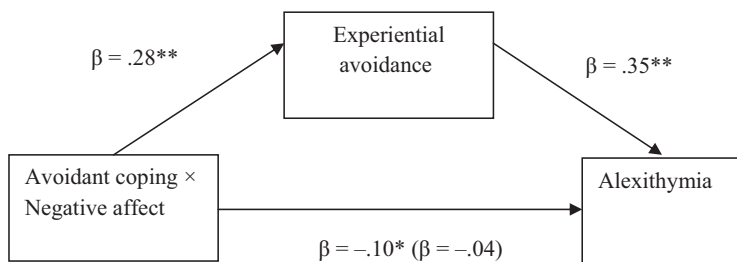 Experiential
avoidance
β = .28**
β = .35**
Avoidant coping ×
Negative affect
Alexithymia
β = –.10* (β = –.04)